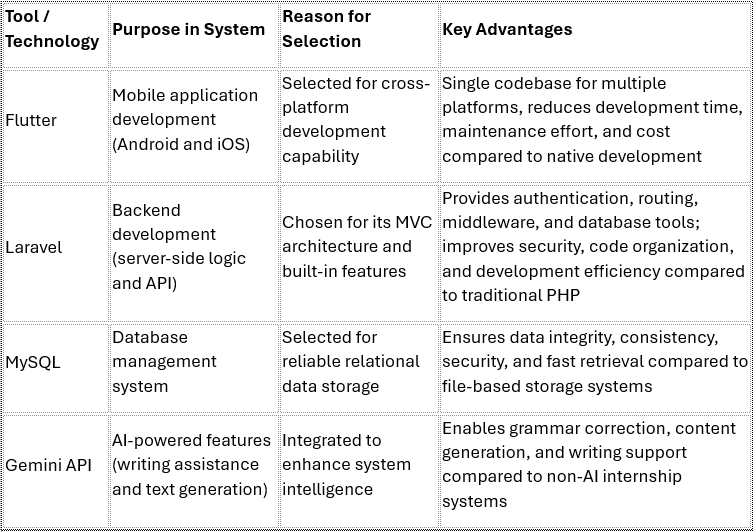 Tool /
Technology
Purpose in System
Reason for
Selection
Key Advantages
Flutter
Mobile application
development
(Android and iOS)
Selected for cross-
platform
development
capability
Single codebase for multiple
platforms, reduces development time,
maintenance effort, and cost
compared to native development
Laravel
Backend
development
(server-side logic
and API)
Chosen for its MVC
architecture and
built-in features
Provides authentication, routing,
middleware, and database tools;
improves security, code organization,
and development efficiency compared
to traditional PHP
MySQL
Database
management
system
Selected for
reliable relational
data storage
Ensures data integrity, consistency,
security, and fast retrieval compared to
file-based storage systems
Gemini API
AI-powered features
(writing assistance
and text generation)
Integrated to
enhance system
intelligence
Enables grammar correction, content
generation, and writing support
compared to non-AI internship
systems